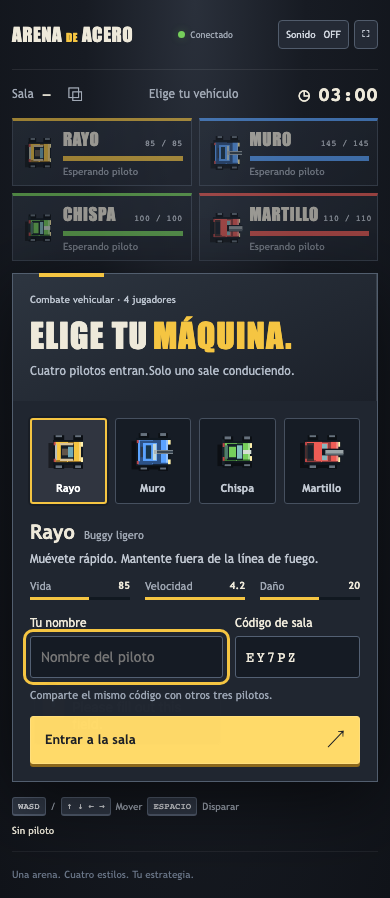 ARENA DE ACERO
Conectado
Sonido OFF
Sala –
Elige tu vehículo
03:00
RAYO 85 / 85
Esperando piloto
MURO 145 / 145
Esperando piloto
CHISPA 100 / 100
Esperando piloto
MARTILLO 110 / 110
Esperando piloto
Combate vehicular · 4 jugadores
ELIGE TU MÁQUINA.
Cuatro pilotos entran.Solo uno sale conduciendo.
Rayo
Muro
Chispa
Martillo
Rayo Buggy ligero
Muévete rápido. Mantente fuera de la línea de fuego.
Vida 85
Velocidad 4.2
Daño 20
Tu nombre
Código de sala
Nombre del piloto
EY7PZ
Comparte el mismo código con otros tres pilotos.
Entrar a la sala ↗
WASD / ↑ ↓ ← → Mover ESPACIO Disparar
Sin piloto
Una arena. Cuatro estilos. Tu estrategia.